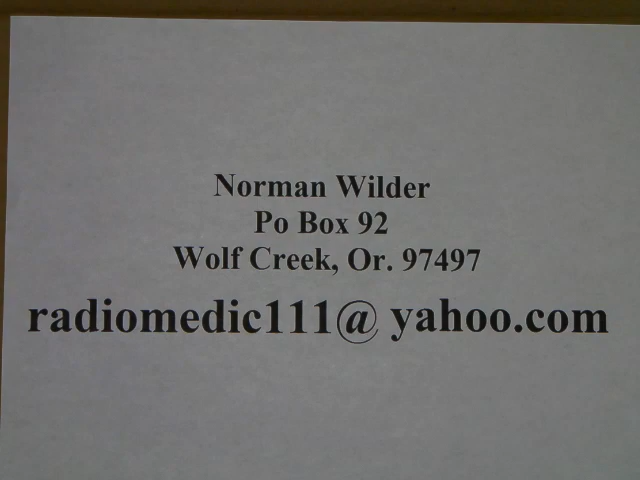 Norman Wilder
Po Box 92
Wolf Creek, Or. 97497
radiomedic111@ yahoo.com